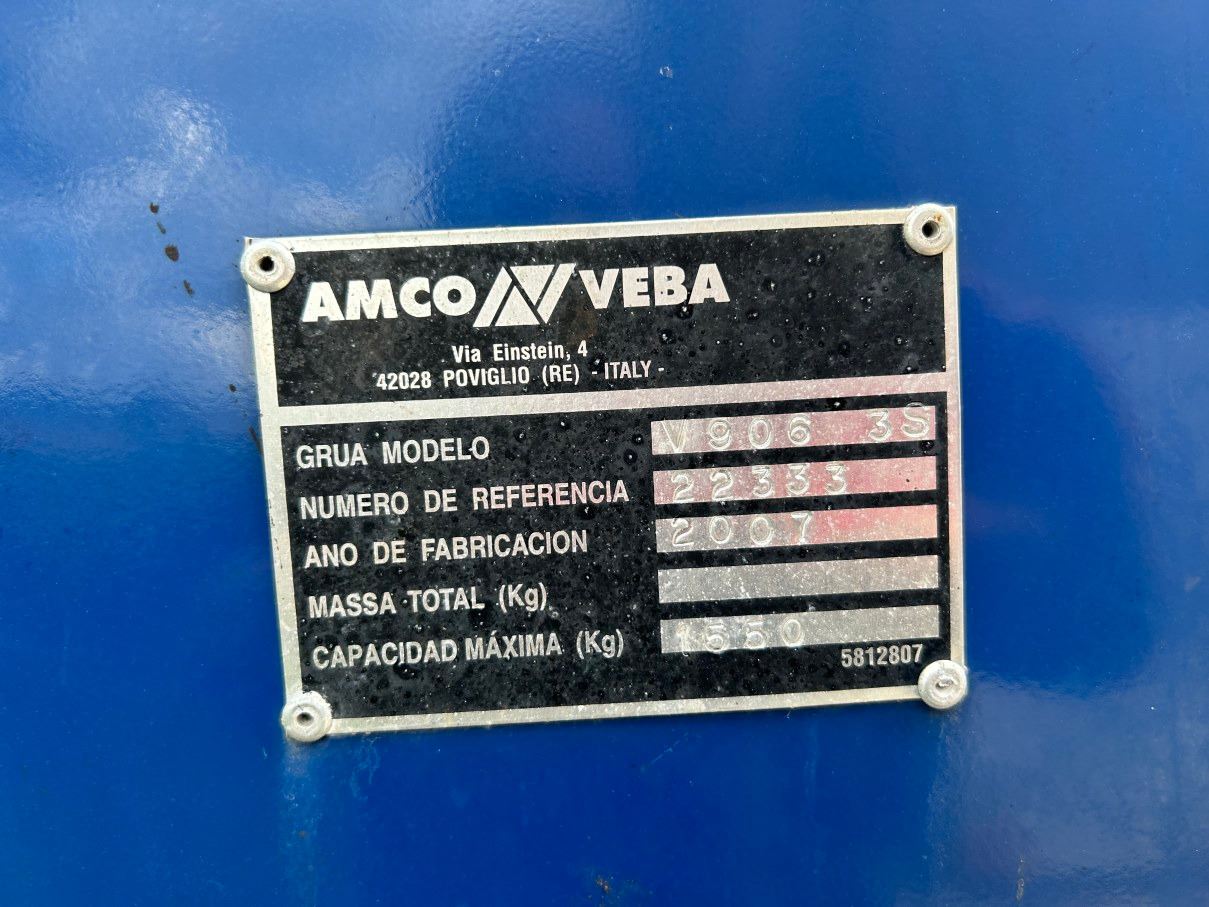 AMCO VEBA
Via Einstein, 4
42028 POVIGLIO (RE) - ITALY -
GRUA MODELO V906 3S
NUMERO DE REFERENCIA 22333
ANO DE FABRICACION 2007
MASSA TOTAL (Kg)
CAPACIDAD MÁXIMA (Kg) 1550
5812807